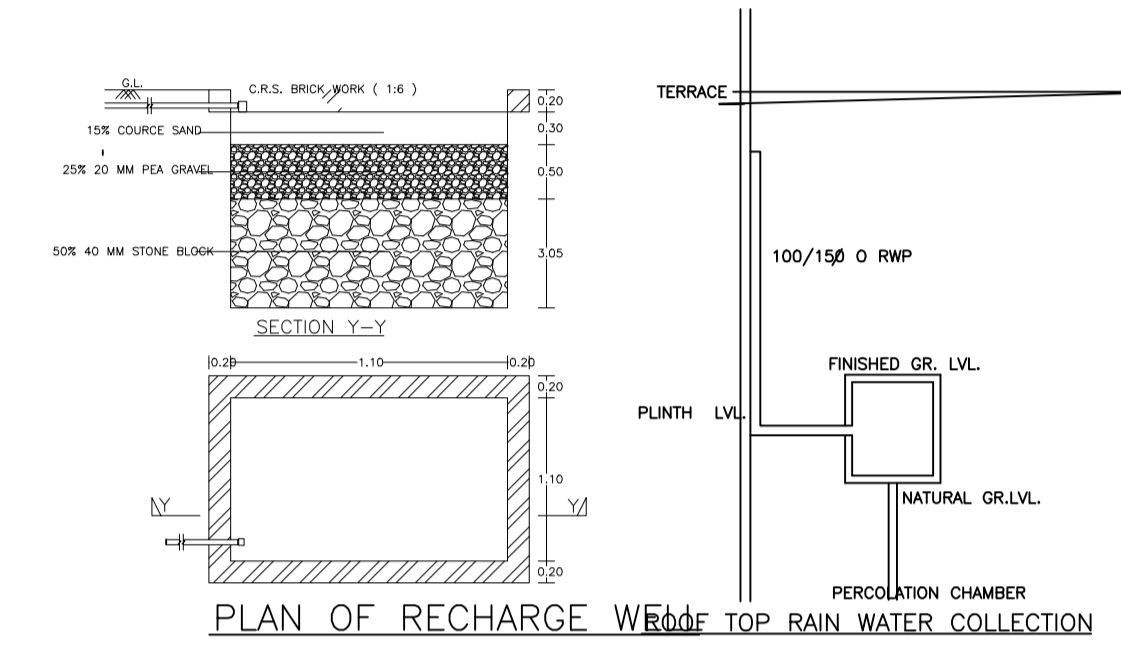 G.L.
C.R.S. BRICK WORK ( 1:6 )
0.20
15% COURCE SAND
0.30
25% 20 MM PEA GRAVEL
0.50
50% 40 MM STONE BLOCK
3.05
SECTION Y-Y
0.20
1.10
0.20
0.20
1.10
Y
Y
0.20
PLAN OF RECHARGE WELL
TERRACE
100/150 O RWP
FINISHED GR. LVL.
PLINTH LVL.
NATURAL GR.LVL.
PERCOLATION CHAMBER
ROOF TOP RAIN WATER COLLECTION